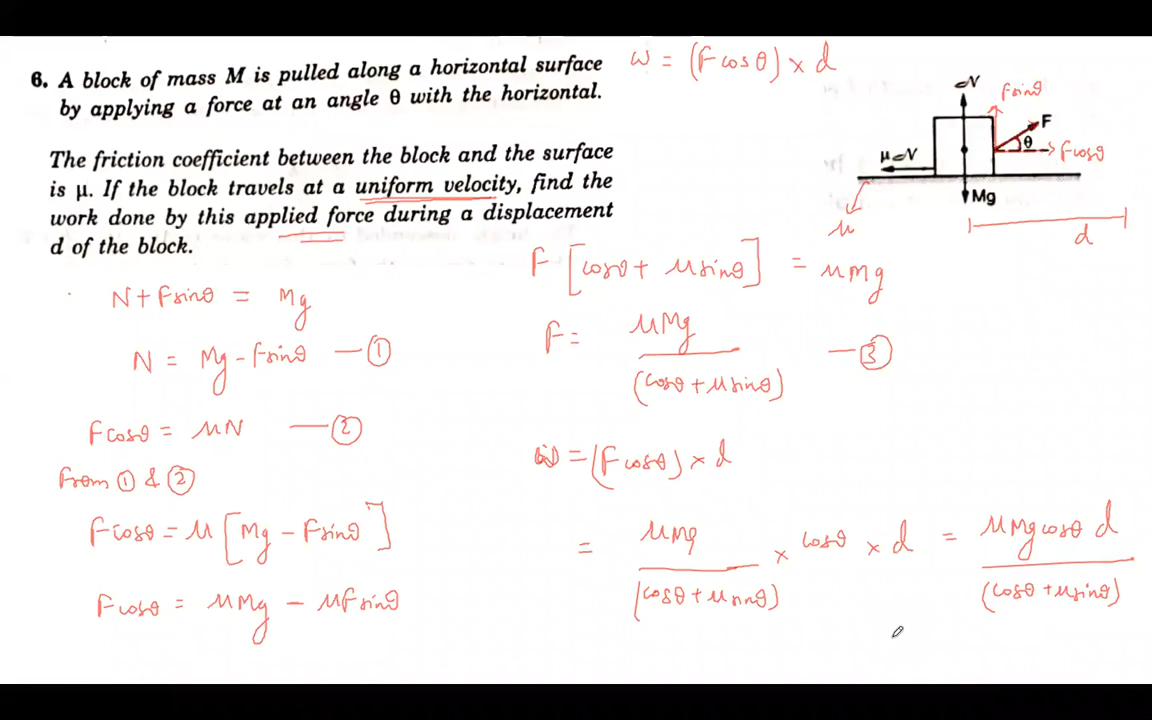 6. A block of mass M is pulled along a horizontal surface
by applying a force at an angle θ with the horizontal.
The friction coefficient between the block and the surface
is μ. If the block travels at a uniform velocity, find the
work done by this applied force during a displacement
d of the block.
W = (F cosθ) × d
N
F sinθ
F
θ
F cosθ
μN
Mg
μ
d
N + F sinθ = Mg
N = Mg - F sinθ — ①
F cosθ = μN — ②
From ① & ②
F cosθ = μ [Mg - F sinθ]
F cosθ = μMg - μF sinθ
F [cosθ + μ sinθ] = μMg
F = μMg / (cosθ + μ sinθ) — ③
W = (F cosθ) × d
= μMg / (cosθ + μ sinθ) × cosθ × d = μMg cosθ d / (cosθ + μ sinθ)